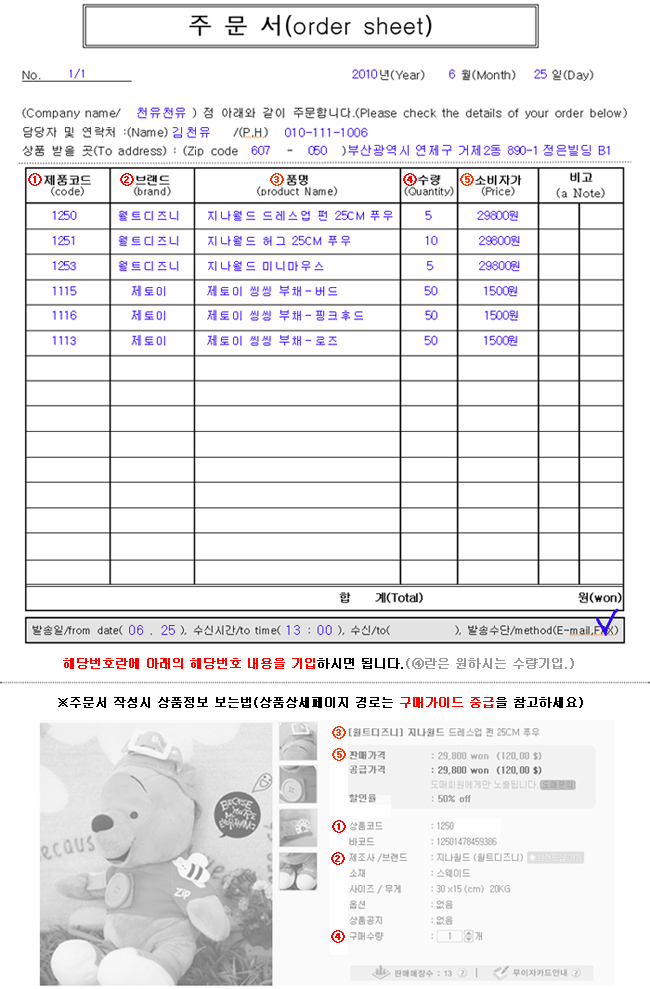 주 문 서(order sheet)
No. 1/1 2010년(Year) 6 월(Month) 25 일(Day)
(Company name/ 천유천유 ) 점 아래와 같이 주문합니다.(Please check the details of your order below)
담당자 및 연락처 :(Name) 김천유 /(P.H) 010-111-1006
상품 받을 곳(To address) : (Zip code 607 - 050 )부산광역시 연제구 거제2동 890-1 정은빌딩 B1
①제품코드 (code) ②브랜드 (brand) ③품명 (product Name) ④수량 (Quantity) ⑤소비자가 (Price) 비고 (a Note)
1250 월트디즈니 지나월드 드레스업 펀 25CM 푸우 5 29800원
1251 월트디즈니 지나월드 허그 25CM 푸우 10 29800원
1253 월트디즈니 지나월드 미니마우스 5 29800원
1115 제토이 제토이 씽씽 부채-버드 50 1500원
1116 제토이 제토이 씽씽 부채-핑크후드 50 1500원
1113 제토이 제토이 씽씽 부채-로즈 50 1500원
합 계(Total) 원(won)
발송일/from date( 06 . 25 ), 수신시간/to time( 13 : 00 ), 수신/to( ), 발송수단/method(E-mail,FAX)
해당번호란에 아래의 해당번호 내용을 기입하시면 됩니다.(④란은 원하시는 수량기입.)
※주문서 작성시 상품정보 보는법(상품상세페이지 경로는 구매가이드 중급을 참고하세요)
③ [월트디즈니] 지나월드 드레스업 펀 25CM 푸우
⑤ 판매가격 : 29,800 won (120,00 $)
공급가격 : 29,800 won (120,00 $)
도매회원에게만 노출됩니다. 도매문의
할인율 : 50% off
① 상품코드 : 1250
바코드 : 12501478459386
② 제조사/브랜드 : 지나월드 (월트디즈니)
소재 : 스웨이드
사이즈 / 무게 : 30 x15 (cm) 20KG
옵션 : 없음
상품공지 : 없음
④ 구매수량 : 1 개
판매매장수 : 13 ? | 무이자카드안내 ?
BECAUSE YOU'RE MY EVERYTHING
ecaus
ZIP